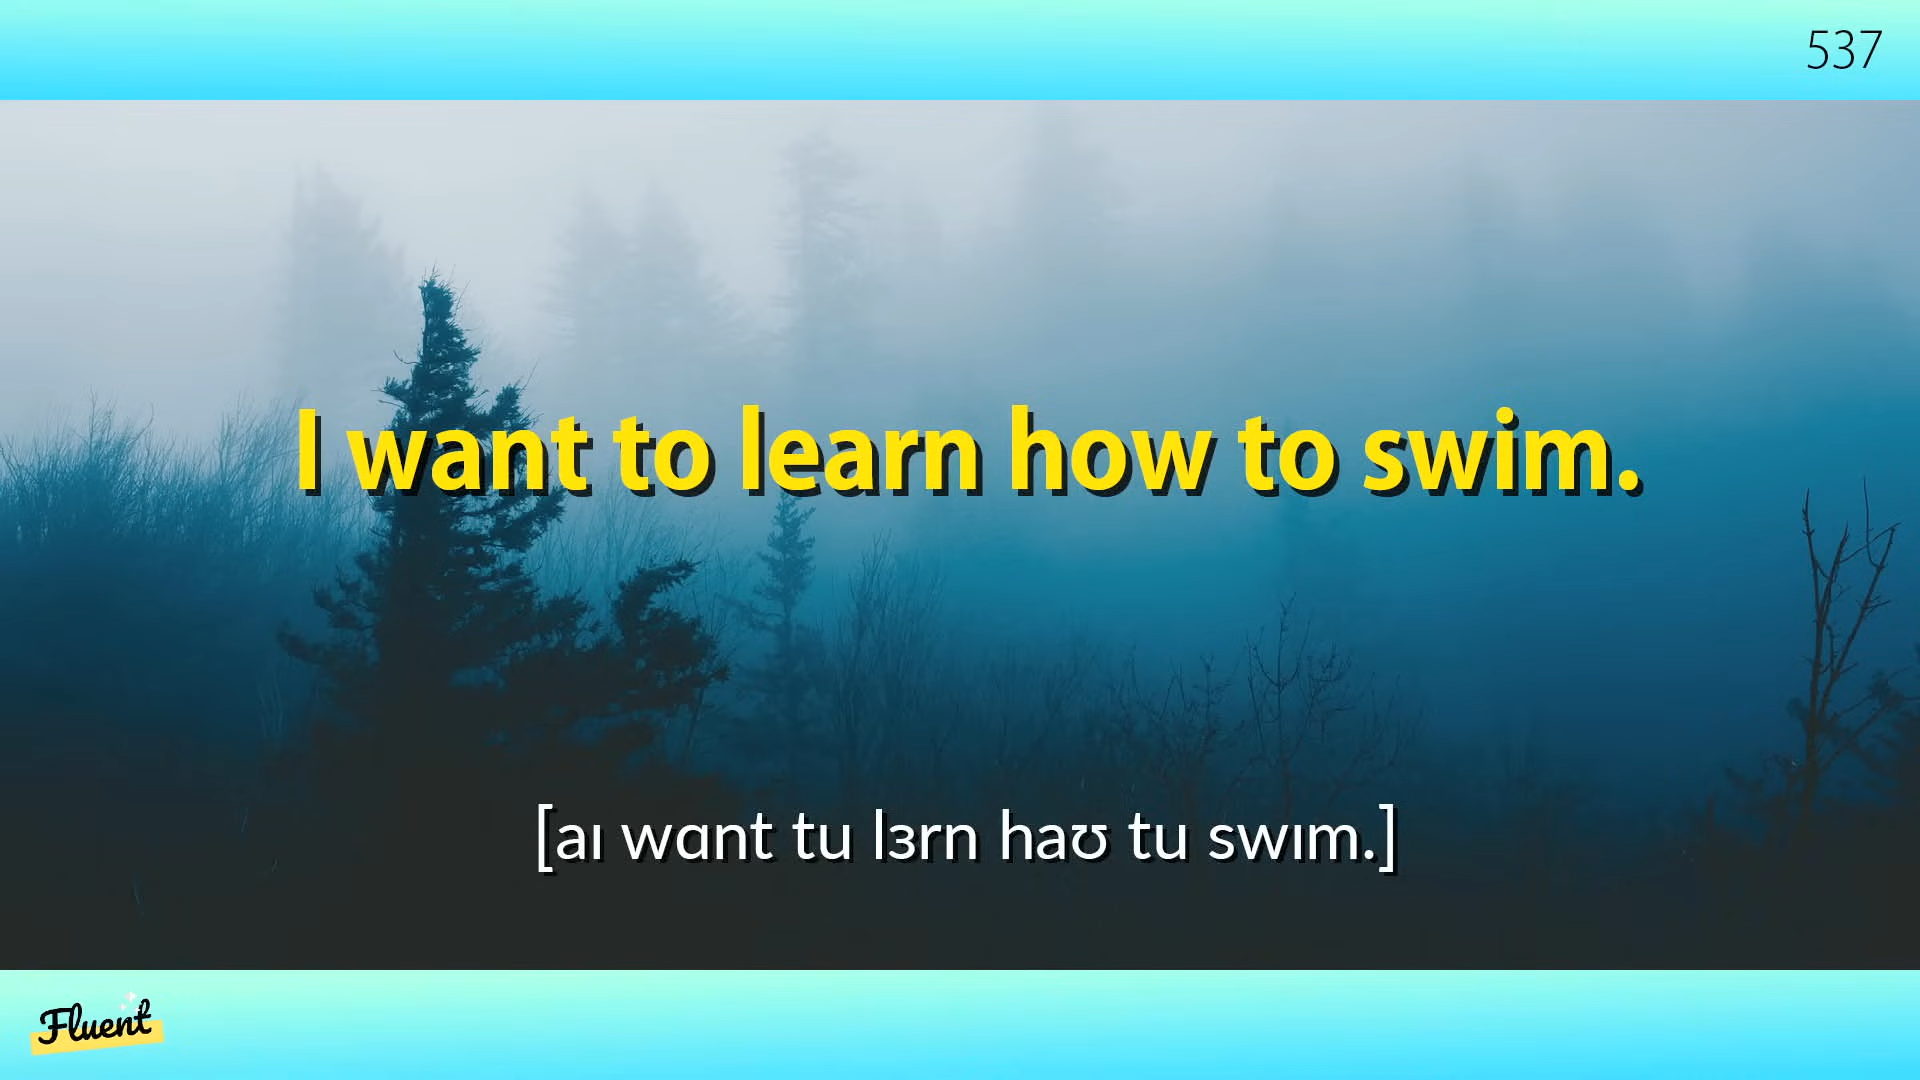 537
I want to learn how to swim.
[aɪ wɑnt tu lɜrn haʊ tu swɪm.]
Fluent